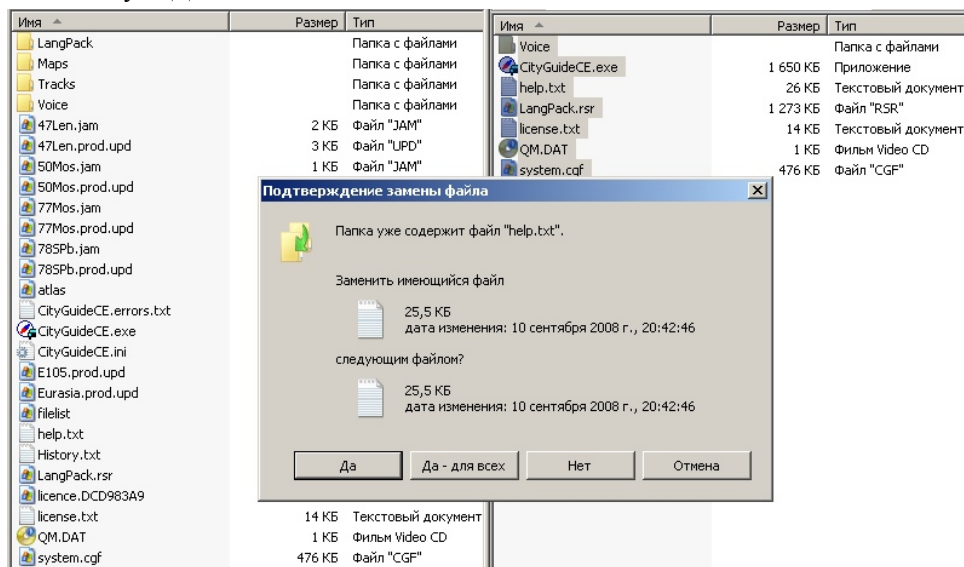 Имя Размер Тип
LangPack Папка с файлами
Maps Папка с файлами
Tracks Папка с файлами
Voice Папка с файлами
47Len.jam 2 КБ Файл "JAM"
47Len.prod.upd 3 КБ Файл "UPD"
50Mos.jam 1 КБ Файл "JAM"
50Mos.prod.upd
77Mos.jam
77Mos.prod.upd
78SPb.jam
78SPb.prod.upd
atlas
CityGuideCE.errors.txt
CityGuideCE.exe
CityGuideCE.ini
E105.prod.upd
Eurasia.prod.upd
filelist
help.txt
History.txt
LangPack.rsr
licence.DCD983A9
license.txt 14 КБ Текстовый документ
QM.DAT 1 КБ Фильм Video CD
system.cgf 476 КБ Файл "CGF"
Имя Размер Тип
Voice Папка с файлами
CityGuideCE.exe 1 650 КБ Приложение
help.txt 26 КБ Текстовый документ
LangPack.rsr 1 273 КБ Файл "RSR"
license.txt 14 КБ Текстовый документ
QM.DAT 1 КБ Фильм Video CD
system.cgf 476 КБ Файл "CGF"
Подтверждение замены файла
Папка уже содержит файл "help.txt".
Заменить имеющийся файл
25,5 КБ
дата изменения: 10 сентября 2008 г., 20:42:46
следующим файлом?
25,5 КБ
дата изменения: 10 сентября 2008 г., 20:42:46
Да Да - для всех Нет Отмена